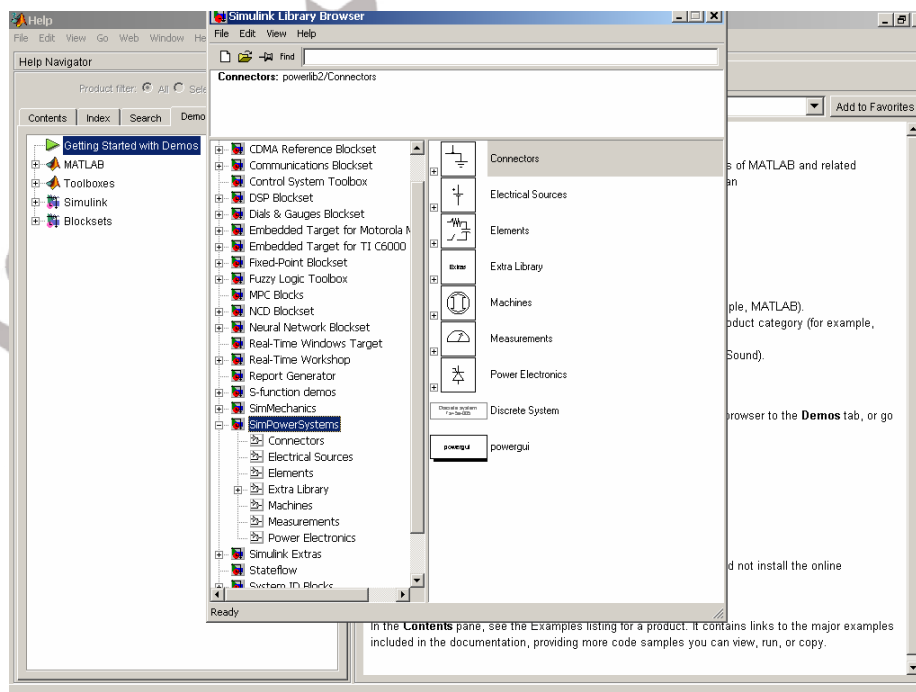 Help
File Edit View Go Web Window He
Help Navigator
Product filter: All Sele
Contents Index Search Demo
Getting Started with Demos
MATLAB
Toolboxes
Simulink
Blocksets
Simulink Library Browser
File Edit View Help
Find
Connectors: powerlib2/Connectors
CDMA Reference Blockset
Communications Blockset
Control System Toolbox
DSP Blockset
Dials & Gauges Blockset
Embedded Target for Motorola M
Embedded Target for TI C6000
Fixed-Point Blockset
Fuzzy Logic Toolbox
MPC Blocks
NCD Blockset
Neural Network Blockset
Real-Time Windows Target
Real-Time Workshop
Report Generator
S-function demos
SimMechanics
SimPowerSystems
Connectors
Electrical Sources
Elements
Extra Library
Machines
Measurements
Power Electronics
Simulink Extras
Stateflow
System ID Blocks
Connectors
Electrical Sources
Elements
Extras
Extra Library
Machines
Measurements
Power Electronics
Discrete system
Ts=5e-005
Discrete System
powergui
powergui
Ready
Add to Favorites
s of MATLAB and related
an
ple, MATLAB).
oduct category (for example,
Sound).
browser to the Demos tab, or go
d not install the online
In the Contents pane, see the Examples listing for a product. It contains links to the major examples
included in the documentation, providing more code samples you can view, run, or copy.